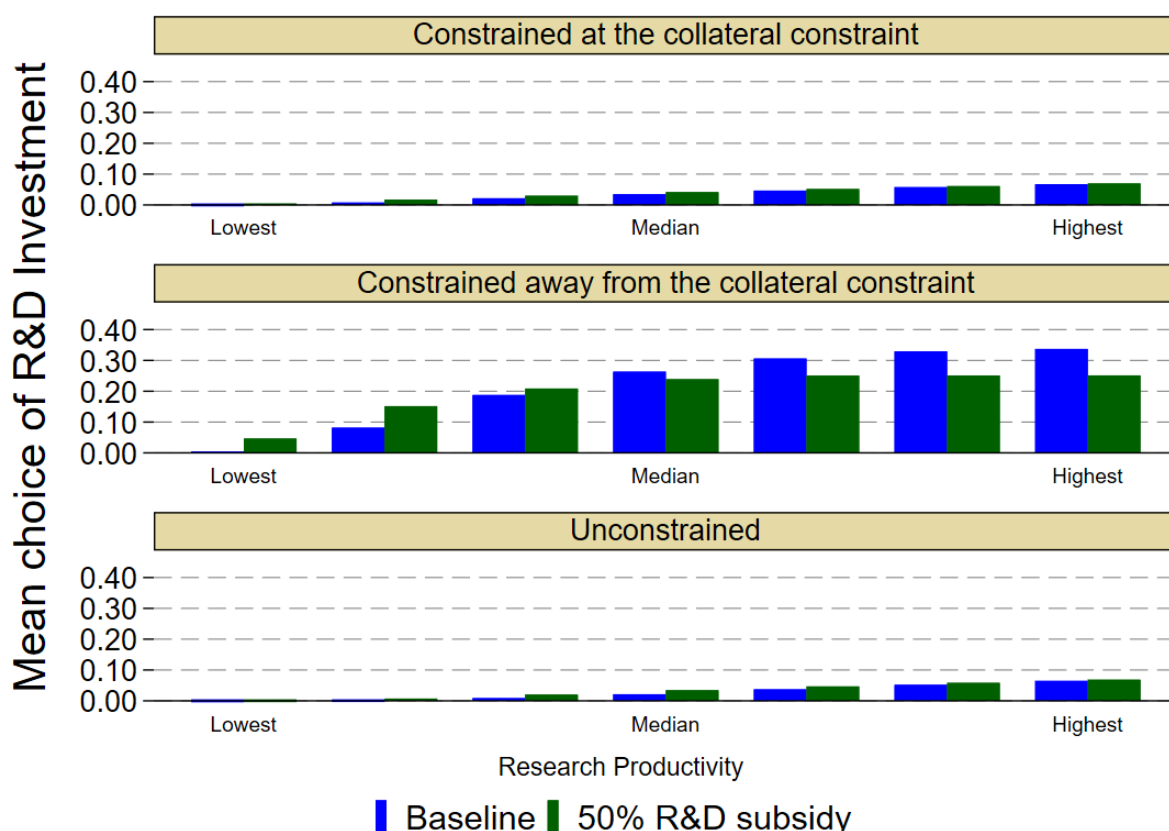 Mean choice of R&D Investment
Constrained at the collateral constraint
0.40
0.30
0.20
0.10
0.00
Lowest Median Highest
Constrained away from the collateral constraint
0.40
0.30
0.20
0.10
0.00
Lowest Median Highest
Unconstrained
0.40
0.30
0.20
0.10
0.00
Lowest Median Highest
Research Productivity
Baseline 50% R&D subsidy